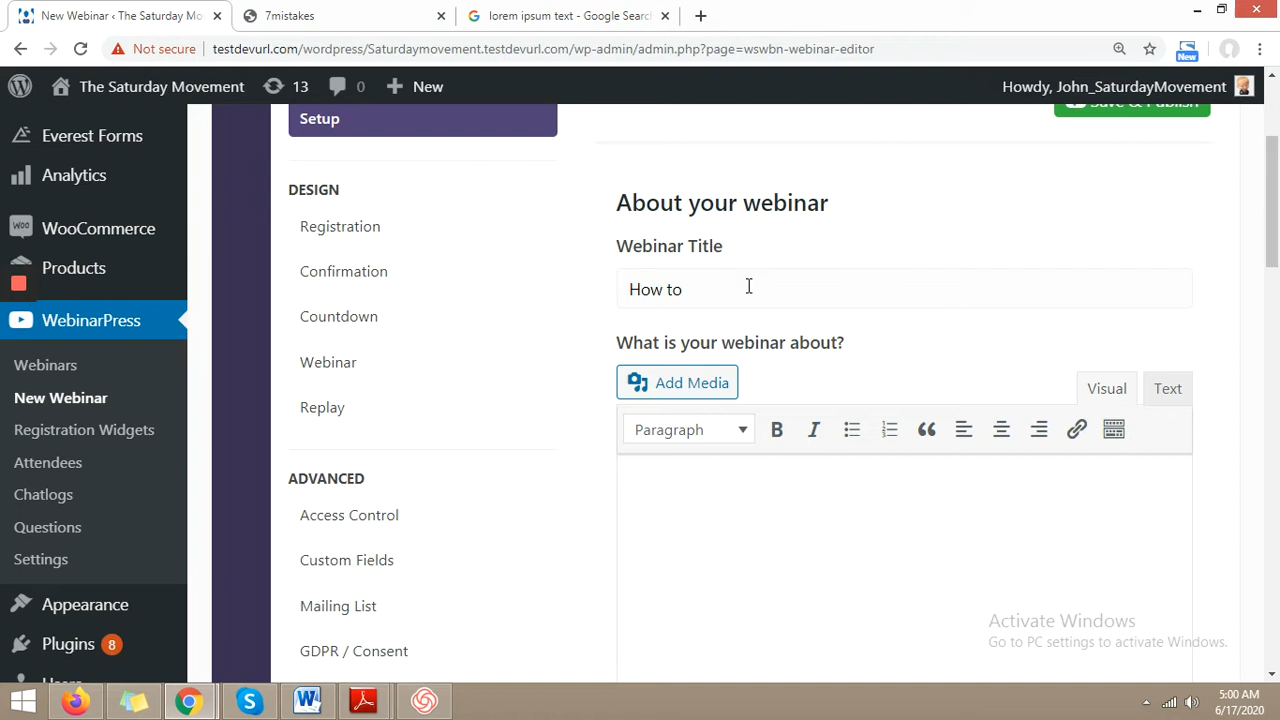 New Webinar ‹ The Saturday Mo
7mistakes
lorem ipsum text - Google Searc
Not secure
testdevurl.com/wordpress/Saturdaymovement.testdevurl.com/wp-admin/admin.php?page=wswbn-webinar-editor
New
The Saturday Movement
13
0
New
Howdy, John_SaturdayMovement
Everest Forms
Analytics
WooCommerce
Products
WebinarPress
Webinars
New Webinar
Registration Widgets
Attendees
Chatlogs
Questions
Settings
Appearance
Plugins 8
Setup
DESIGN
Registration
Confirmation
Countdown
Webinar
Replay
ADVANCED
Access Control
Custom Fields
Mailing List
GDPR / Consent
Save & Publish
About your webinar
Webinar Title
How to
What is your webinar about?
Add Media
Visual
Text
Paragraph
B
I
Activate Windows
Go to PC settings to activate Windows.
5:00 AM
6/17/2020